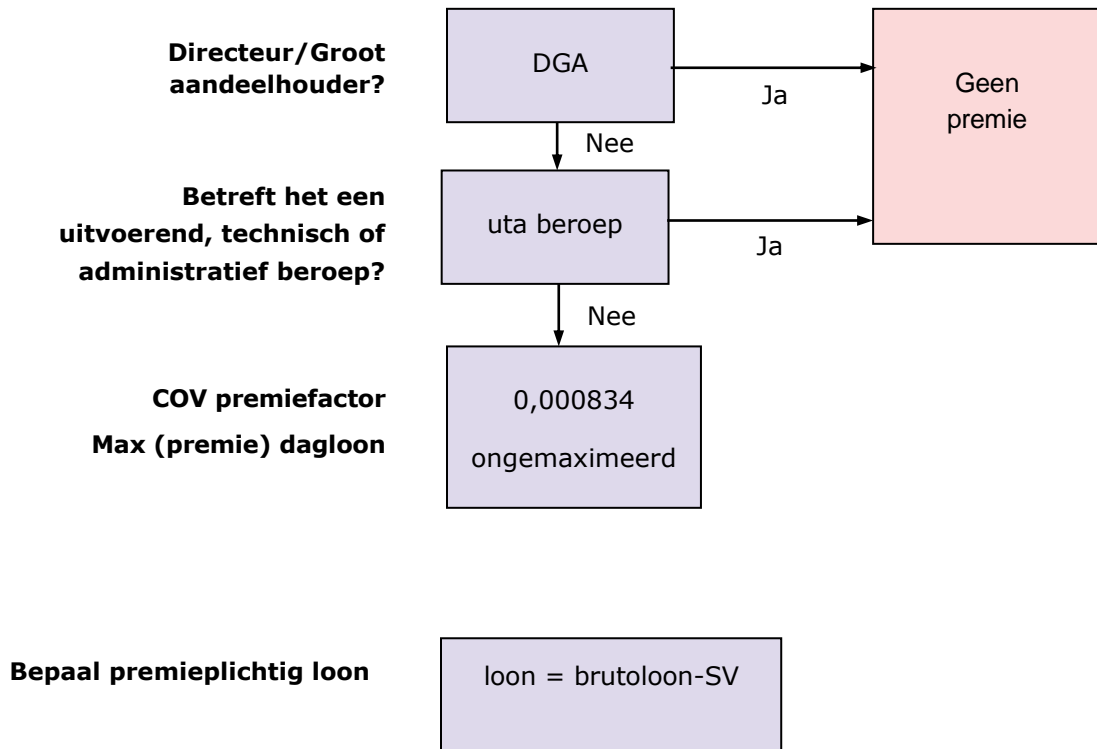 Directeur/Groot
aandeelhouder?
DGA
Ja
Geen
premie
Nee
Betreft het een
uitvoerend, technisch of
administratief beroep?
uta beroep
Ja
Nee
COV premiefactor
0,000834
Max (premie) dagloon
ongemaximeerd
Bepaal premieplichtig loon
loon = brutoloon-SV